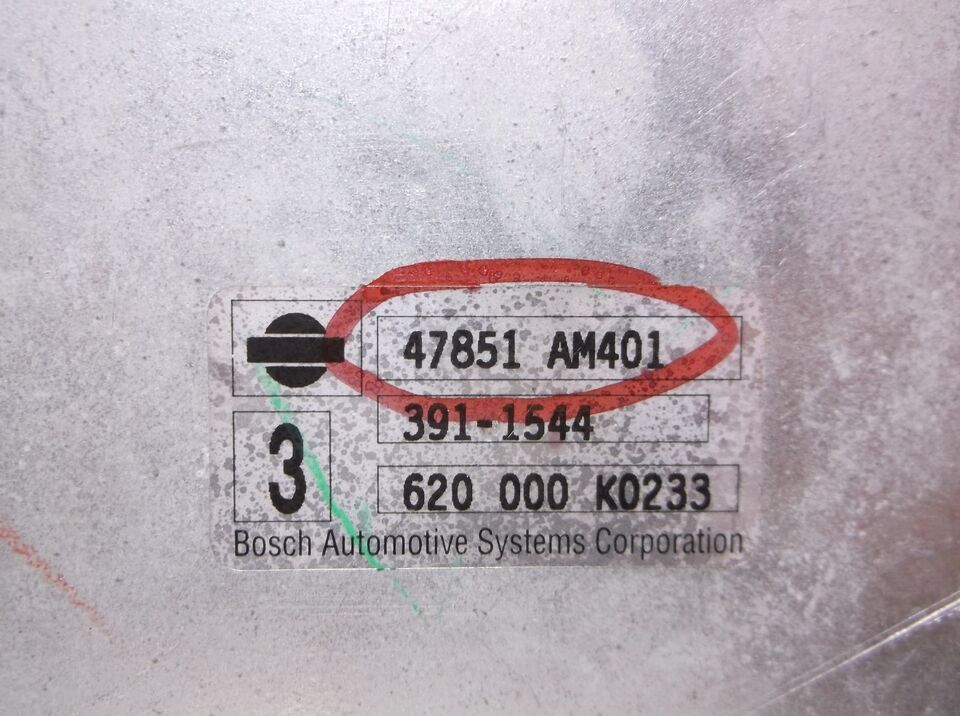 47851 AM401
391-1544
3
620 000 K0233
Bosch Automotive Systems Corporation